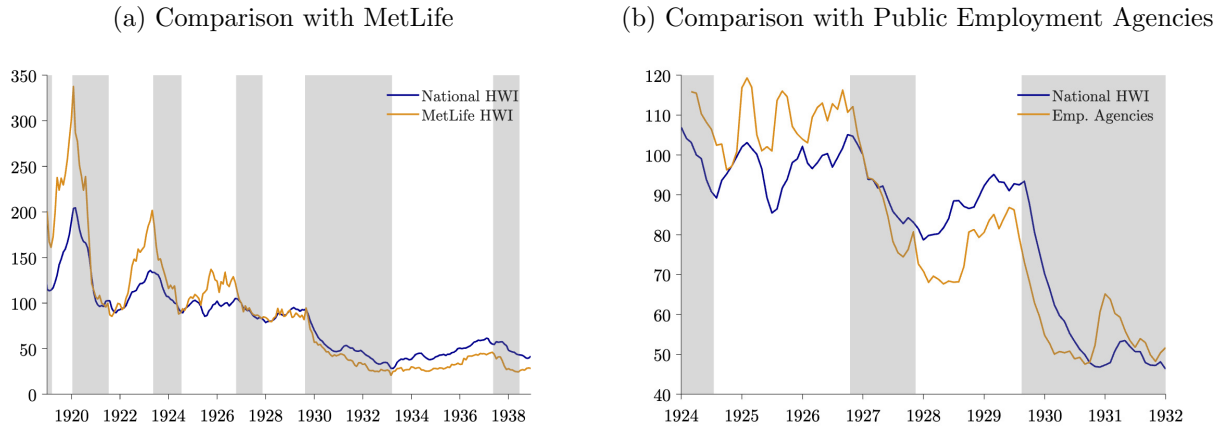 (a) Comparison with MetLife
350
300
250
200
150
100
50
0
National HWI
MetLife HWI
1920 1922 1924 1926 1928 1930 1932 1934 1936 1938
(b) Comparison with Public Employment Agencies
120
110
100
90
80
70
60
50
40
National HWI
Emp. Agencies
1924 1925 1926 1927 1928 1929 1930 1931 1932